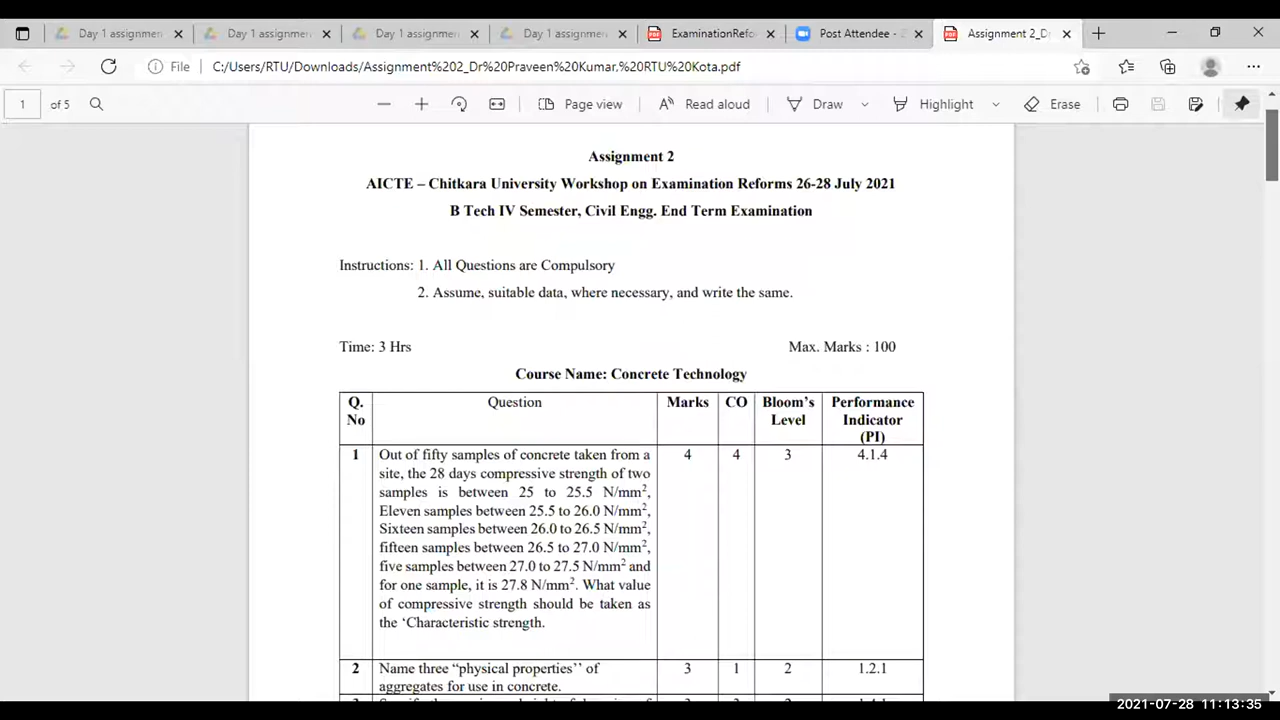 Day 1 assignmen
Day 1 assignmen
Day 1 assignmen
Day 1 assignmen
ExaminationRefo
Post Attendee - Z
Assignment 2_Dr
File
C:/Users/RTU/Downloads/Assignment%202_Dr%20Praveen%20Kumar,%20RTU%20Kota.pdf
1 of 5
Page view
Read aloud
Draw
Highlight
Erase
Assignment 2
AICTE – Chitkara University Workshop on Examination Reforms 26-28 July 2021
B Tech IV Semester, Civil Engg. End Term Examination
Instructions: 1. All Questions are Compulsory
2. Assume, suitable data, where necessary, and write the same.
Time: 3 Hrs Max. Marks : 100
Course Name: Concrete Technology
Q. No Question Marks CO Bloom's Level Performance Indicator (PI)
1 Out of fifty samples of concrete taken from a 4 4 3 4.1.4
site, the 28 days compressive strength of two
samples is between 25 to 25.5 N/mm²,
Eleven samples between 25.5 to 26.0 N/mm²,
Sixteen samples between 26.0 to 26.5 N/mm²,
fifteen samples between 26.5 to 27.0 N/mm²,
five samples between 27.0 to 27.5 N/mm² and
for one sample, it is 27.8 N/mm². What value
of compressive strength should be taken as
the ‘Characteristic strength.
2 Name three “physical properties’’ of 3 1 2 1.2.1
aggregates for use in concrete.
2021-07-28 11:13:35